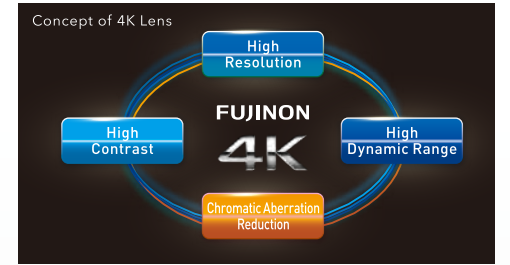 Concept of 4K Lens
High
Resolution
FUJINON
4K
High
Contrast
High
Dynamic Range
Chromatic Aberration
Reduction